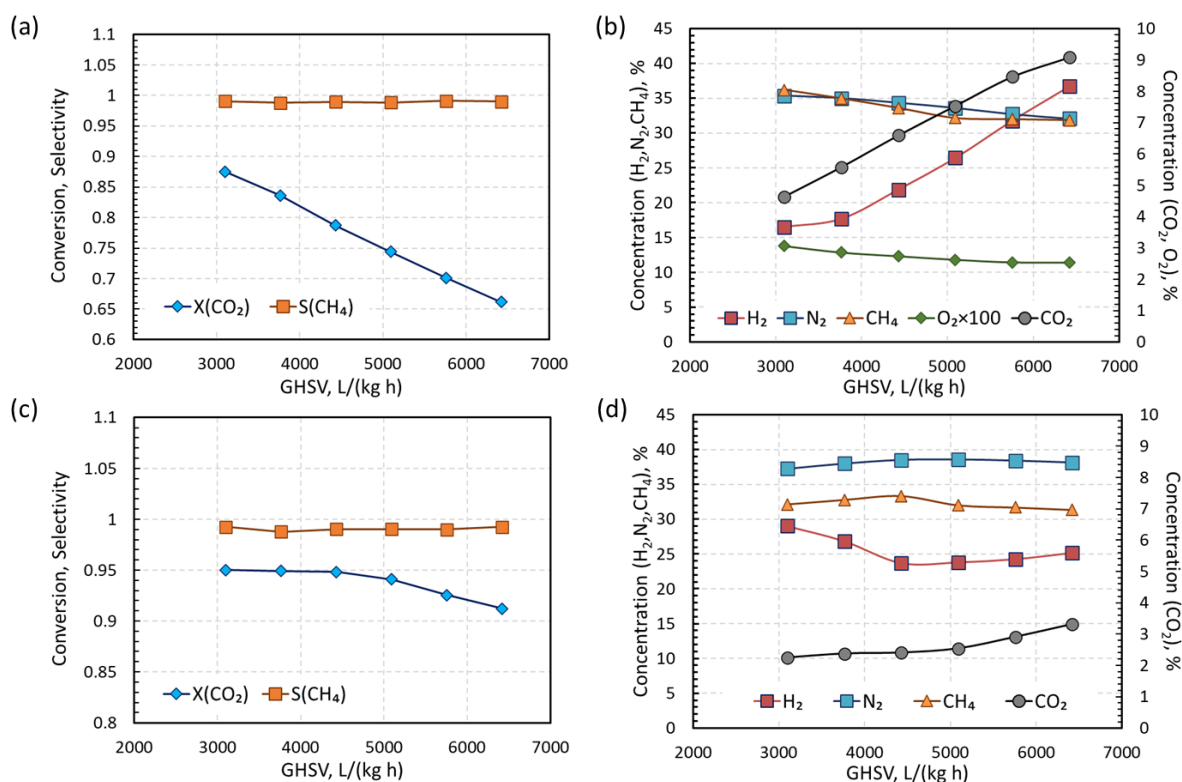 (a)
1.1
1.05
1
0.95
0.9
0.85
0.8
0.75
0.7
0.65
0.6
Conversion, Selectivity
X(CO₂) S(CH₄)
2000 3000 4000 5000 6000 7000
GHSV, L/(kg h)
(b)
45
40
35
30
25
20
15
10
5
0
Concentration (H₂,N₂,CH₄), %
10
9
8
7
6
5
4
3
2
1
0
Concentration (CO₂, O₂), %
H₂ N₂ CH₄ O₂×100 CO₂
2000 3000 4000 5000 6000 7000
GHSV, L/(kg h)
(c)
1.1
1.05
1
0.95
0.9
0.85
0.8
Conversion, Selectivity
X(CO₂) S(CH₄)
2000 3000 4000 5000 6000 7000
GHSV, L/(kg h)
(d)
45
40
35
30
25
20
15
10
5
0
Concentration (H₂,N₂,CH₄), %
10
9
8
7
6
5
4
3
2
1
0
Concentration (CO₂), %
H₂ N₂ CH₄ CO₂
2000 3000 4000 5000 6000 7000
GHSV, L/(kg h)